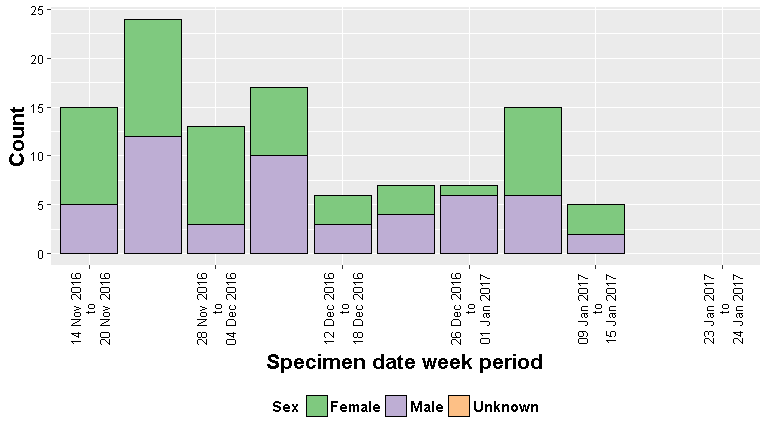 25
20
15
10
5
0
Count
14 Nov 2016
to
20 Nov 2016
28 Nov 2016
to
04 Dec 2016
12 Dec 2016
to
18 Dec 2016
26 Dec 2016
to
01 Jan 2017
09 Jan 2017
to
15 Jan 2017
23 Jan 2017
to
24 Jan 2017
Specimen date week period
Sex Female Male Unknown